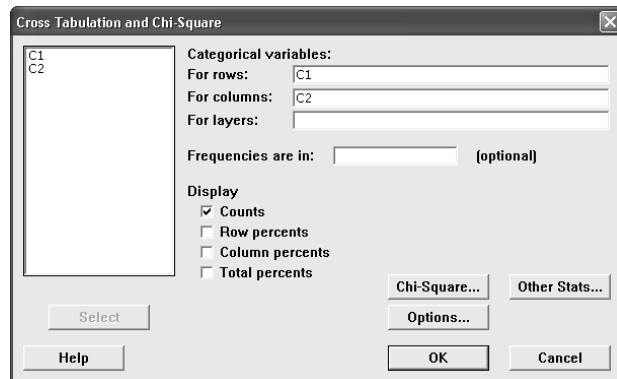 Cross Tabulation and Chi-Square
C1
C2
Categorical variables:
For rows: C1
For columns: C2
For layers:
Frequencies are in: (optional)
Display
Counts
Row percents
Column percents
Total percents
Chi-Square... Other Stats...
Select Options...
Help OK Cancel